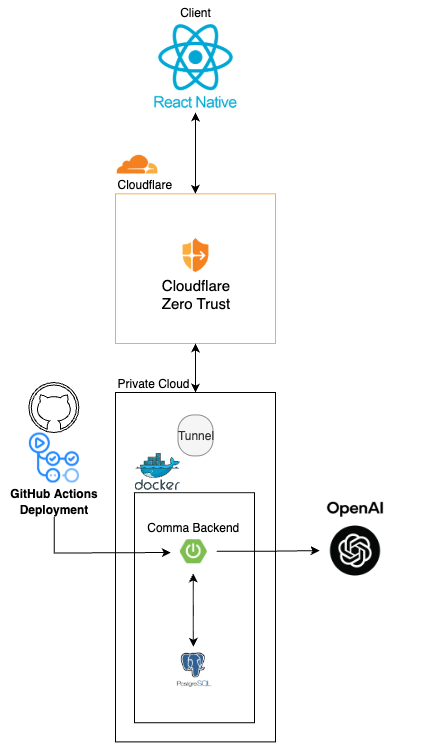 Client
React Native
Cloudflare
Cloudflare
Zero Trust
Private Cloud
Tunnel
docker
GitHub Actions
Deployment
Comma Backend
OpenAI
PostgreSQL